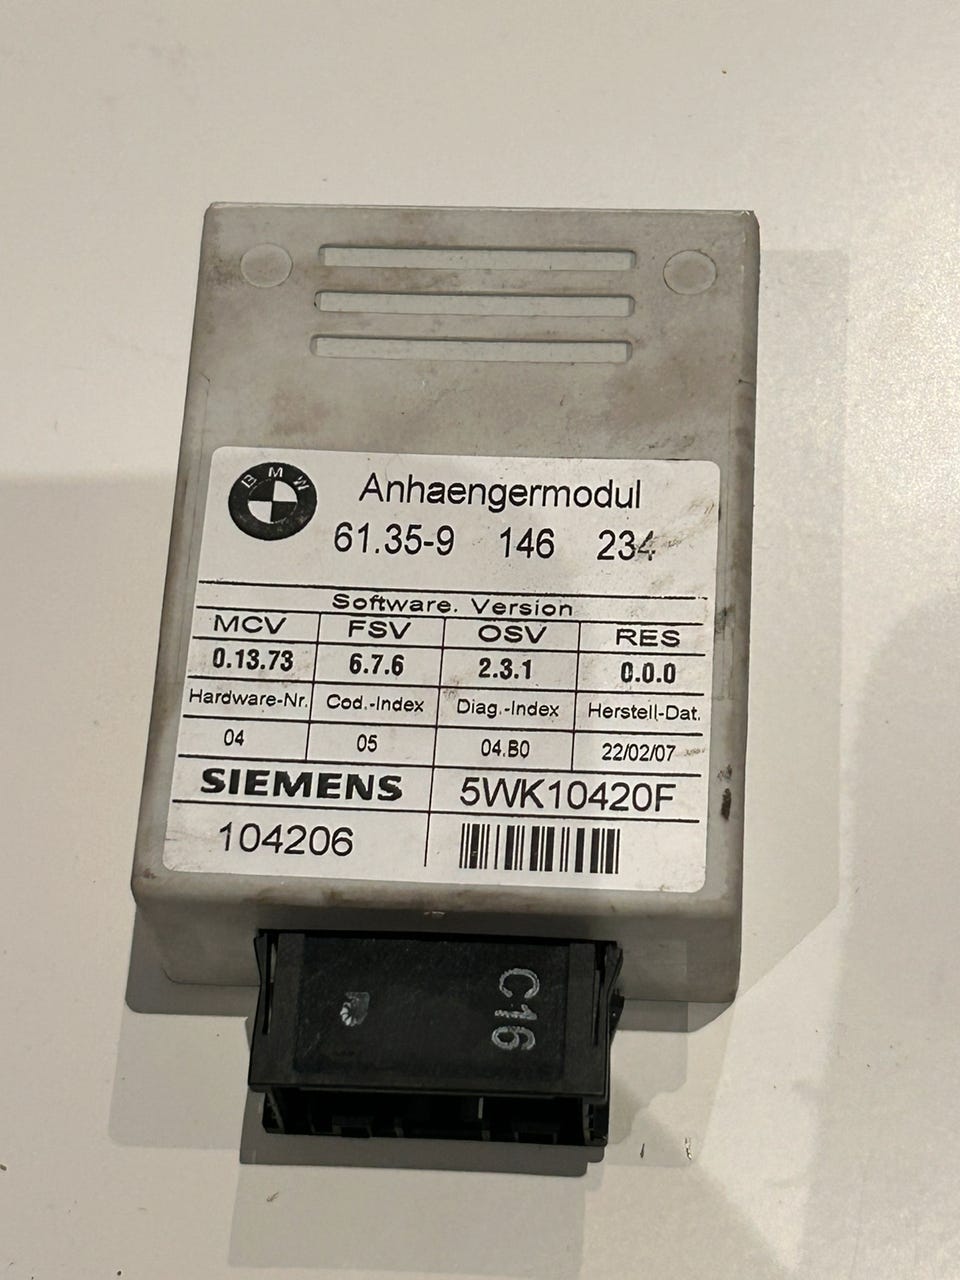 BMW
Anhaengermodul
61.35-9 146 234
Software. Version
MCV FSV OSV RES
0.13.73 6.7.6 2.3.1 0.0.0
Hardware-Nr. Cod.-Index Diag.-Index Herstell-Dat.
04 05 04.B0 22/02/07
SIEMENS 5WK10420F
104206
C16